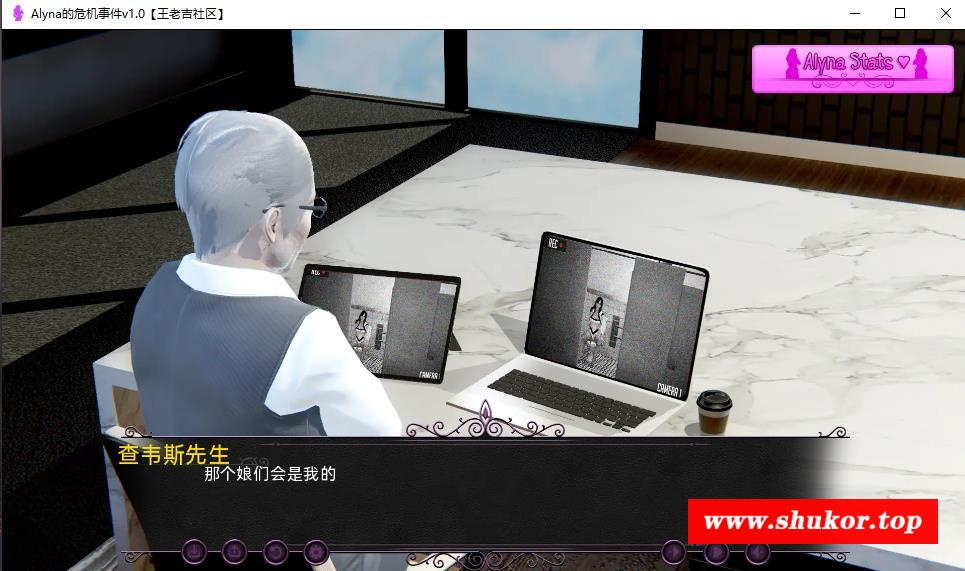 Alyna的危机事件v1.0【王老吉社区】
Alyna Stats ♡
REC
REC
CAMERA 1
CAMERA 1
查韦斯先生
那个娘们会是我的
www.shukor.top